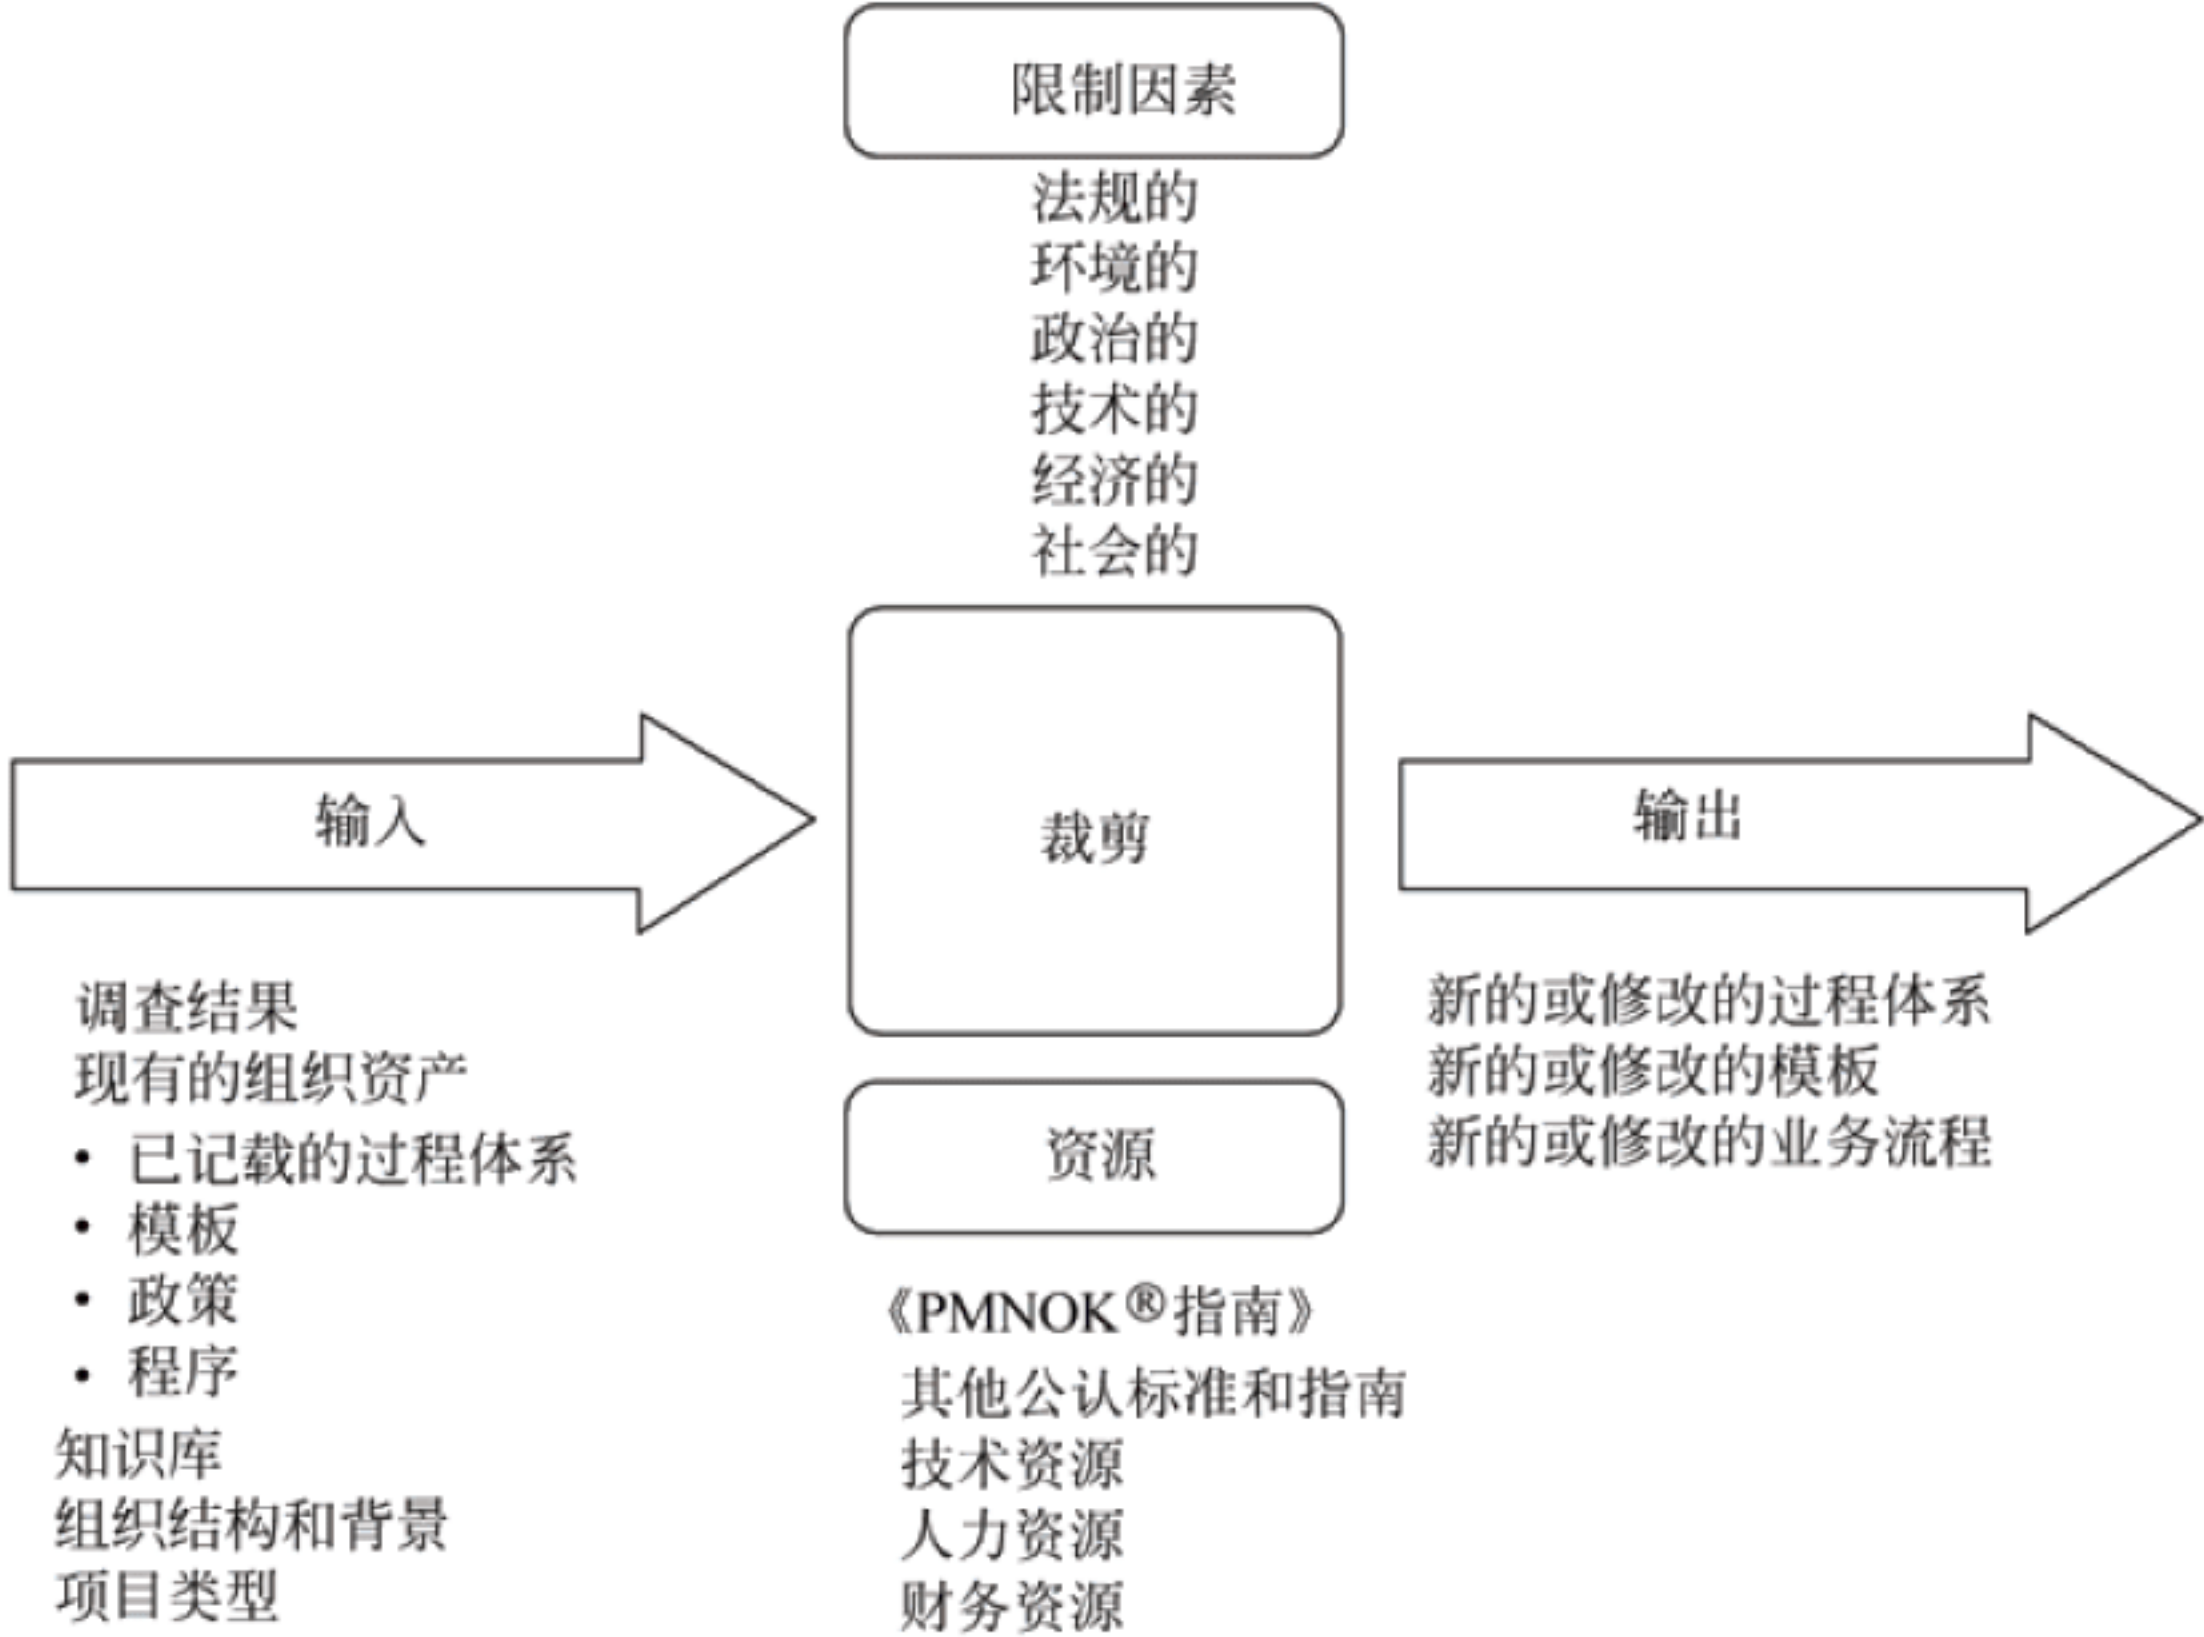 限制因素
法规的
环境的
政治的
技术的
经济的
社会的
输入
裁剪
输出
调查结果
现有的组织资产
• 已记载的过程体系
• 模板
• 政策
• 程序
知识库
组织结构和背景
项目类型
资源
《PMNOK®指南》
其他公认标准和指南
技术资源
人力资源
财务资源
新的或修改的过程体系
新的或修改的模板
新的或修改的业务流程